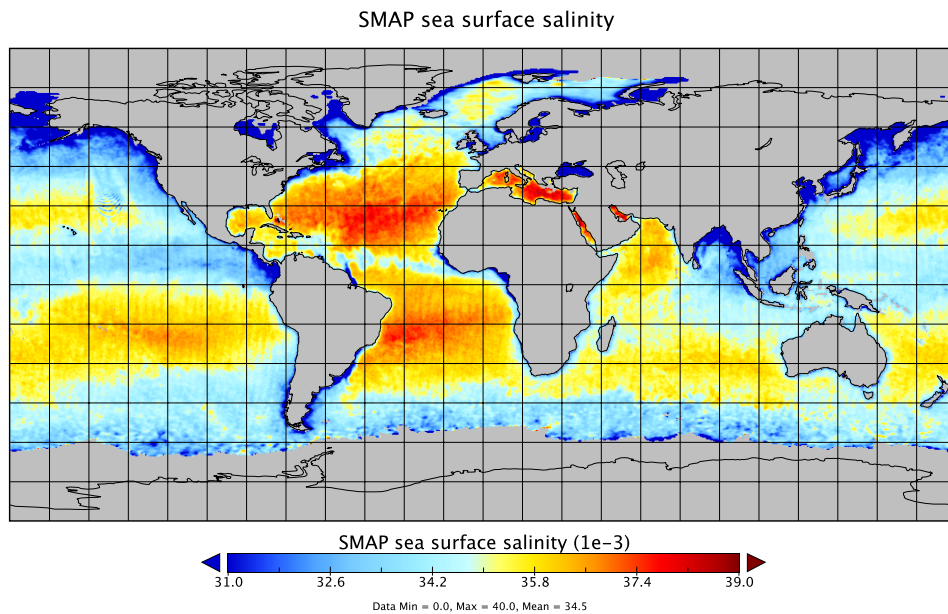 SMAP sea surface salinity
SMAP sea surface salinity (1e-3)
31.0 32.6 34.2 35.8 37.4 39.0
Data Min = 0.0, Max = 40.0, Mean = 34.5